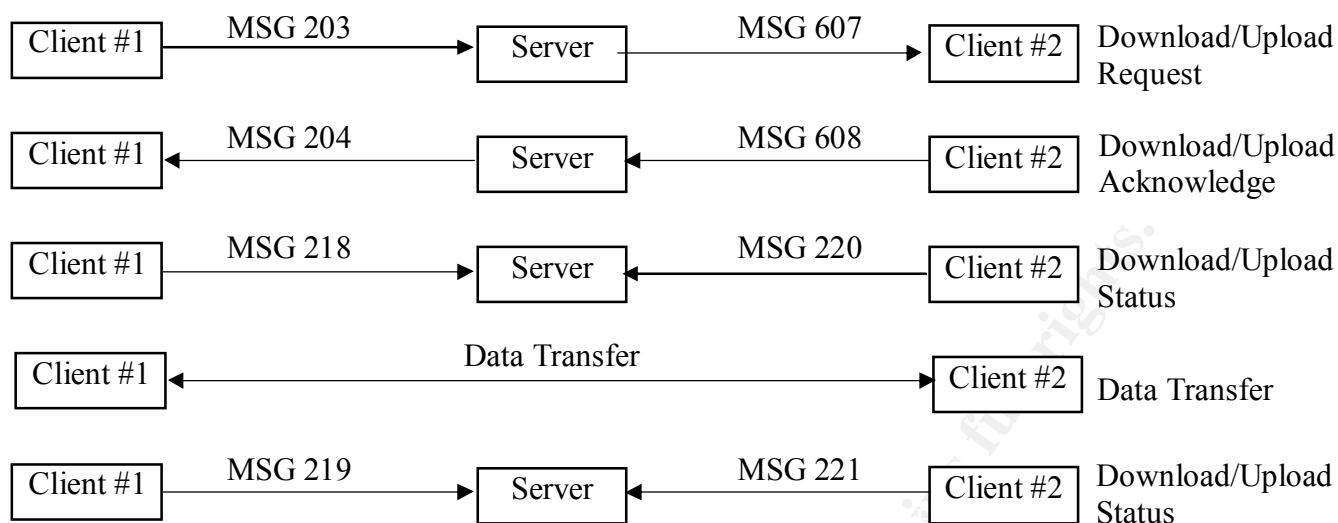 Client #1 MSG 203 Server MSG 607 Client #2 Download/Upload
Request
Client #1 MSG 204 Server MSG 608 Client #2 Download/Upload
Acknowledge
Client #1 MSG 218 Server MSG 220 Client #2 Download/Upload
Status
Client #1 Data Transfer Client #2 Data Transfer
Client #1 MSG 219 Server MSG 221 Client #2 Download/Upload
Status
rights.